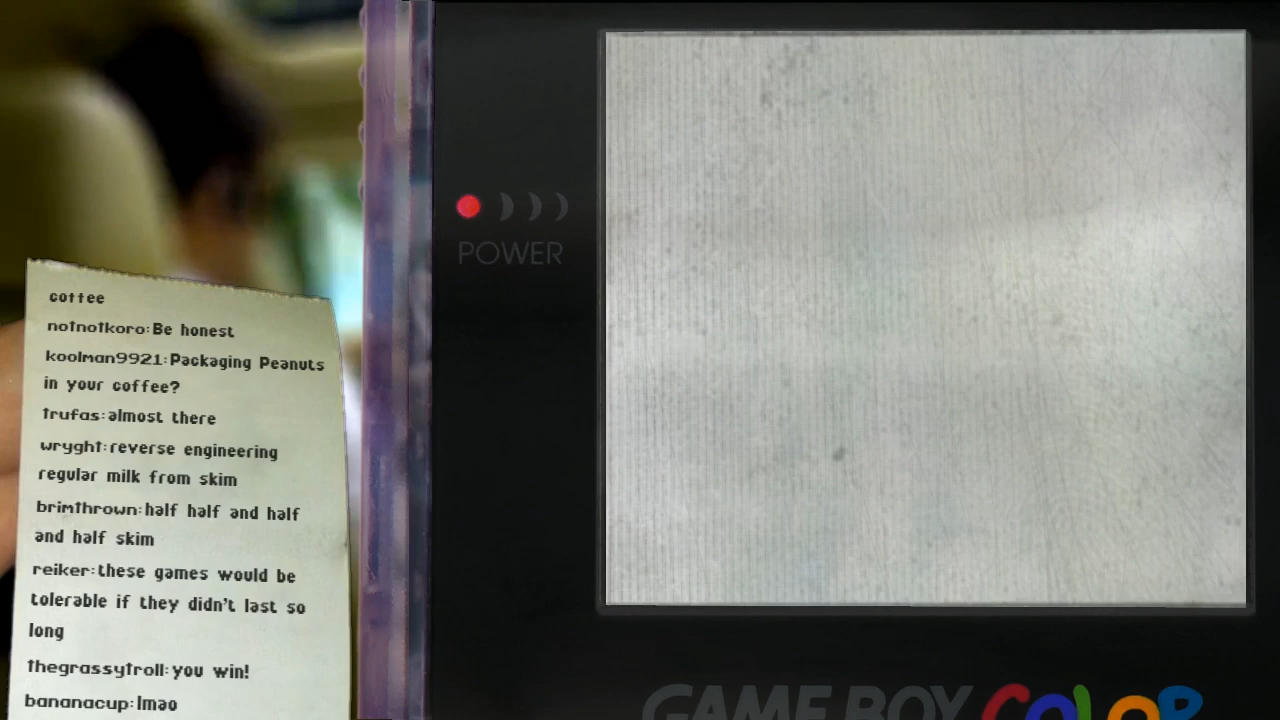 coffee
notnotkoro:Be honest
koolman9921:Packaging Peanuts
in your coffee?
trufas:almost there
wryght:reverse engineering
regular milk from skim
brimthrown:half half and half
and half skim
reiker:these games would be
tolerable if they didn't last so
long
thegrassytroll:you win!
bananacup:lmao
POWER
GAME BOY COLOR